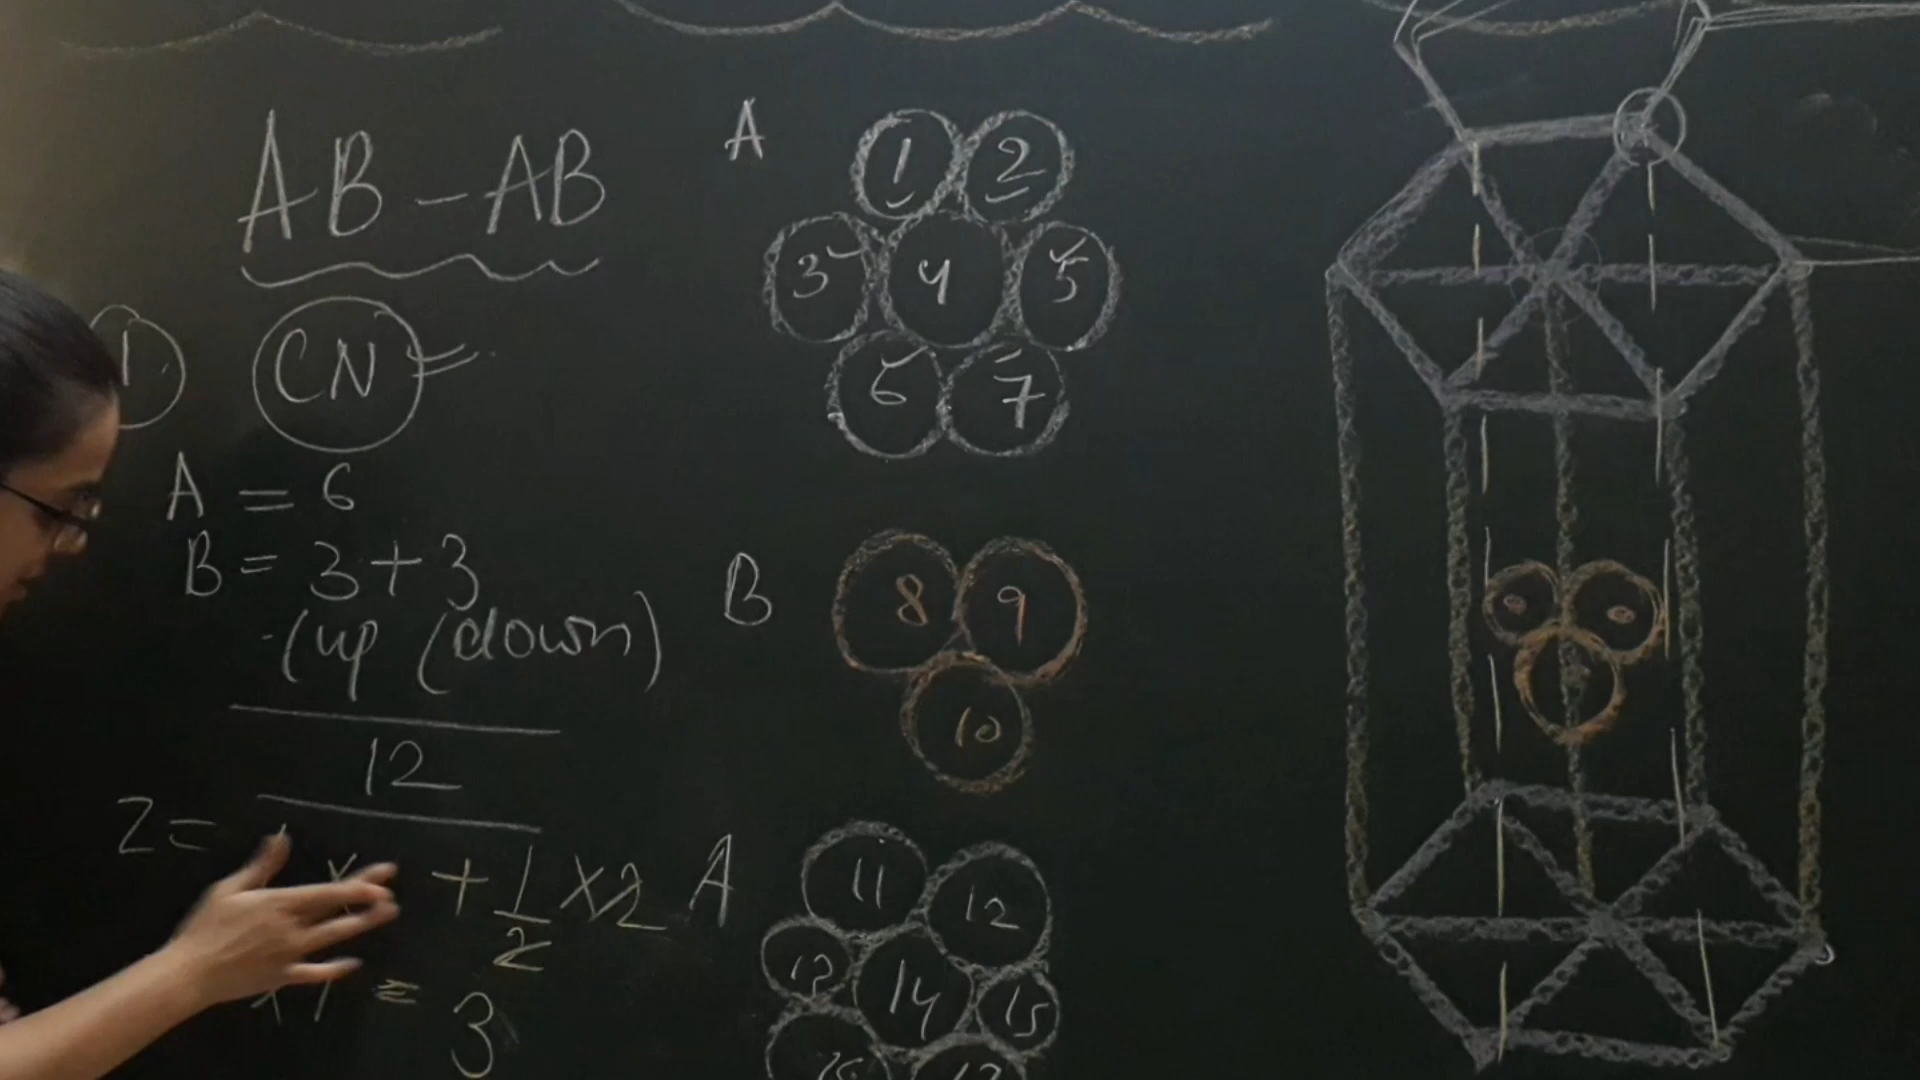 AB - AB
1 CN
A = 6
B = 3 + 3
(up (down)
12
Z =
+ 1/2 × 2
= 3
A
1 2
3 4 5
6 7
B
8 9
10
A
11 12
13 14 15